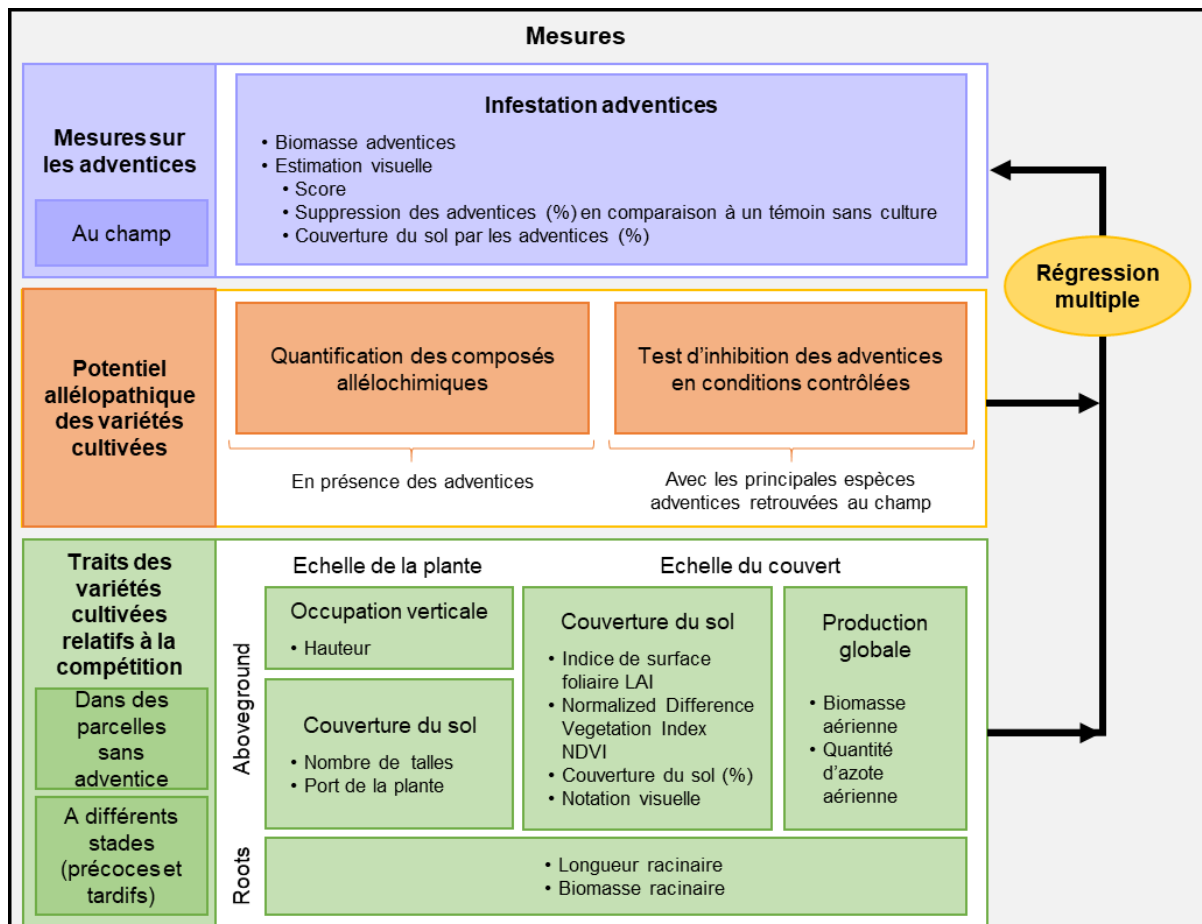 Mesures
Mesures sur
les adventices
Au champ
Infestation adventices
• Biomasse adventices
• Estimation visuelle
• Score
• Suppression des adventices (%) en comparaison à un témoin sans culture
• Couverture du sol par les adventices (%)
Régression
multiple
Potentiel
allélopathique
des variétés
cultivées
Quantification des composés
allélochimiques
En présence des adventices
Test d'inhibition des adventices
en conditions contrôlées
Avec les principales espèces
adventices retrouvées au champ
Traits des
variétés
cultivées
relatifs à la
compétition
Dans des
parcelles
sans
adventice
A différents
stades
(précoces et
tardifs)
Aboveground
Roots
Echelle de la plante
Occupation verticale
• Hauteur
Couverture du sol
• Nombre de talles
• Port de la plante
Echelle du couvert
Couverture du sol
• Indice de surface
foliaire LAI
• Normalized Difference
Vegetation Index
NDVI
• Couverture du sol (%)
• Notation visuelle
Production
globale
• Biomasse
aérienne
• Quantité
d'azote
aérienne
• Longueur racinaire
• Biomasse racinaire